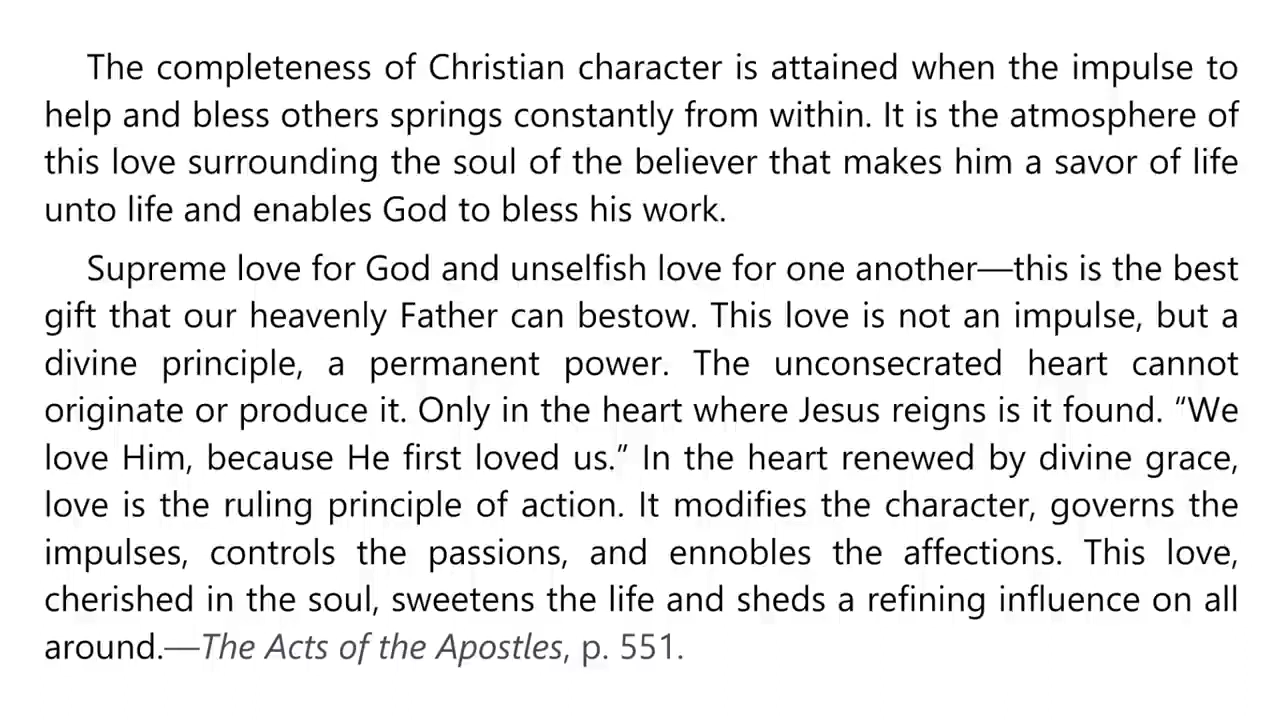 The completeness of Christian character is attained when the impulse to
help and bless others springs constantly from within. It is the atmosphere of
this love surrounding the soul of the believer that makes him a savor of life
unto life and enables God to bless his work.
Supreme love for God and unselfish love for one another—this is the best
gift that our heavenly Father can bestow. This love is not an impulse, but a
divine principle, a permanent power. The unconsecrated heart cannot
originate or produce it. Only in the heart where Jesus reigns is it found. “We
love Him, because He first loved us.” In the heart renewed by divine grace,
love is the ruling principle of action. It modifies the character, governs the
impulses, controls the passions, and ennobles the affections. This love,
cherished in the soul, sweetens the life and sheds a refining influence on all
around.—The Acts of the Apostles, p. 551.